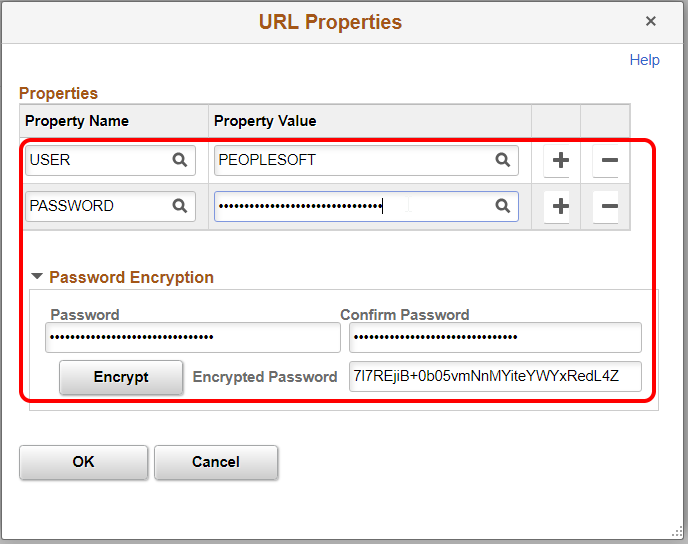 URL Properties
Help
Properties
Property Name Property Value
USER PEOPLESOFT
PASSWORD ••••••••••••••••••••••••••••••••
Password Encryption
Password Confirm Password
•••••••••••••••••••••••••••••••• ••••••••••••••••••••••••••••••••
Encrypt Encrypted Password 7I7REjiB+0b05vmNnMYiteYWYxRedL4Z
OK Cancel